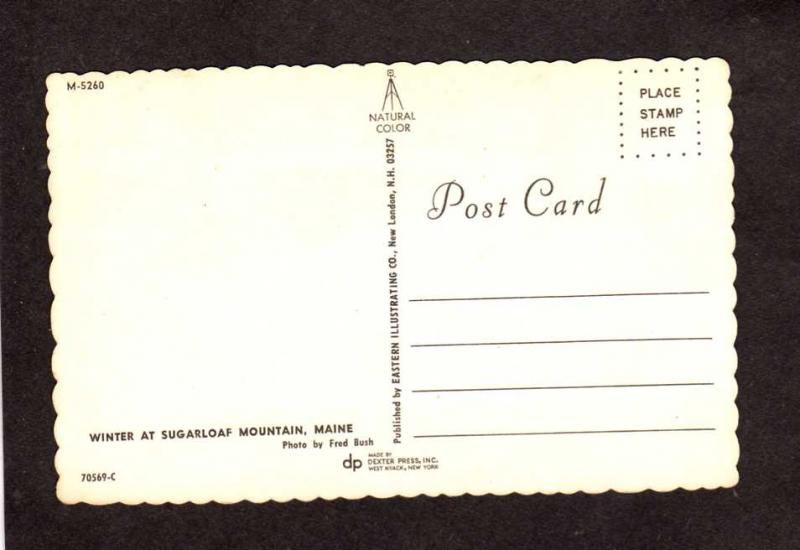 M-5260
NATURAL
COLOR
PLACE
STAMP
HERE
Post Card
Published by EASTERN ILLUSTRATING CO., New London, N.H. 03257
WINTER AT SUGARLOAF MOUNTAIN, MAINE
Photo by Fred Bush
dp MADE BY
DEXTER PRESS, INC.
WEST NYACK, NEW YORK
70569-C